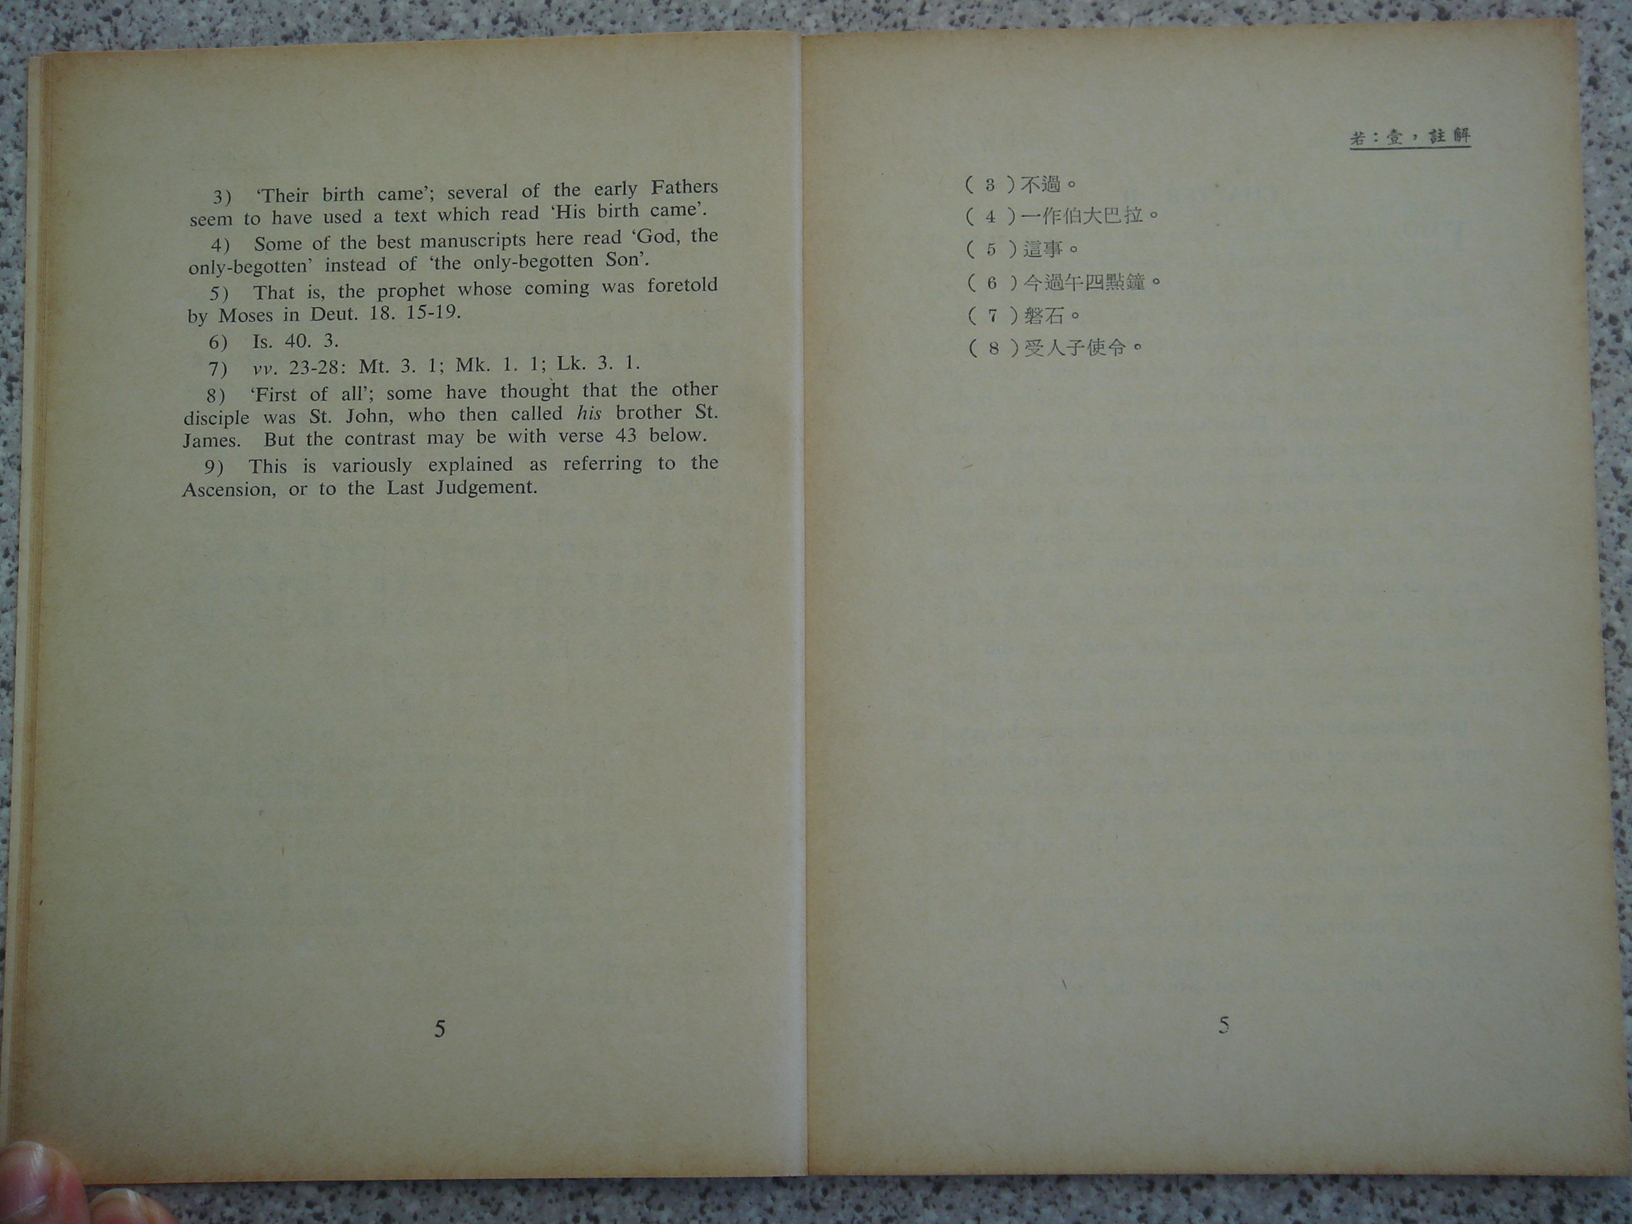 3) ‘Their birth came’; several of the early Fathers
seem to have used a text which read ‘His birth came’.
4) Some of the best manuscripts here read ‘God, the
only-begotten’ instead of ‘the only-begotten Son’.
5) That is, the prophet whose coming was foretold
by Moses in Deut. 18. 15-19.
6) Is. 40. 3.
7) vv. 23-28: Mt. 3. 1; Mk. 1. 1; Lk. 3. 1.
8) ‘First of all’; some have thought that the other
disciple was St. John, who then called his brother St.
James. But the contrast may be with verse 43 below.
9) This is variously explained as referring to the
Ascension, or to the Last Judgement.
5
若：壹，註解
（3）不過。
（4）一作伯大巴拉。
（5）這事。
（6）今過午四點鐘。
（7）磐石。
（8）受人子使令。
5